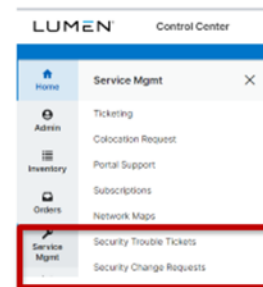 LUMEN® Control Center
Home
Service Mgmt
Admin
Ticketing
Colocation Request
Inventory
Portal Support
Subscriptions
Orders
Network Maps
Service Mgmt
Security Trouble Tickets
Security Change Requests